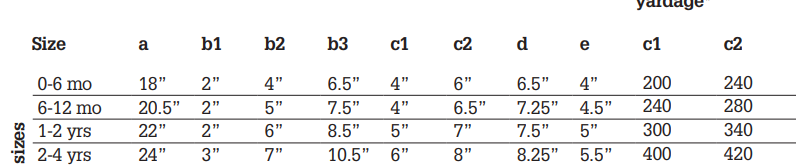 yardage*
Size a b1 b2 b3 c1 c2 d e c1 c2
0-6 mo 18” 2” 4” 6.5” 4” 6” 6.5” 4” 200 240
6-12 mo 20.5” 2” 5” 7.5” 4” 6.5” 7.25” 4.5” 240 280
1-2 yrs 22” 2” 6” 8.5” 5” 7” 7.5” 5” 300 340
2-4 yrs 24” 3” 7” 10.5” 6” 8” 8.25” 5.5” 400 420
sizes